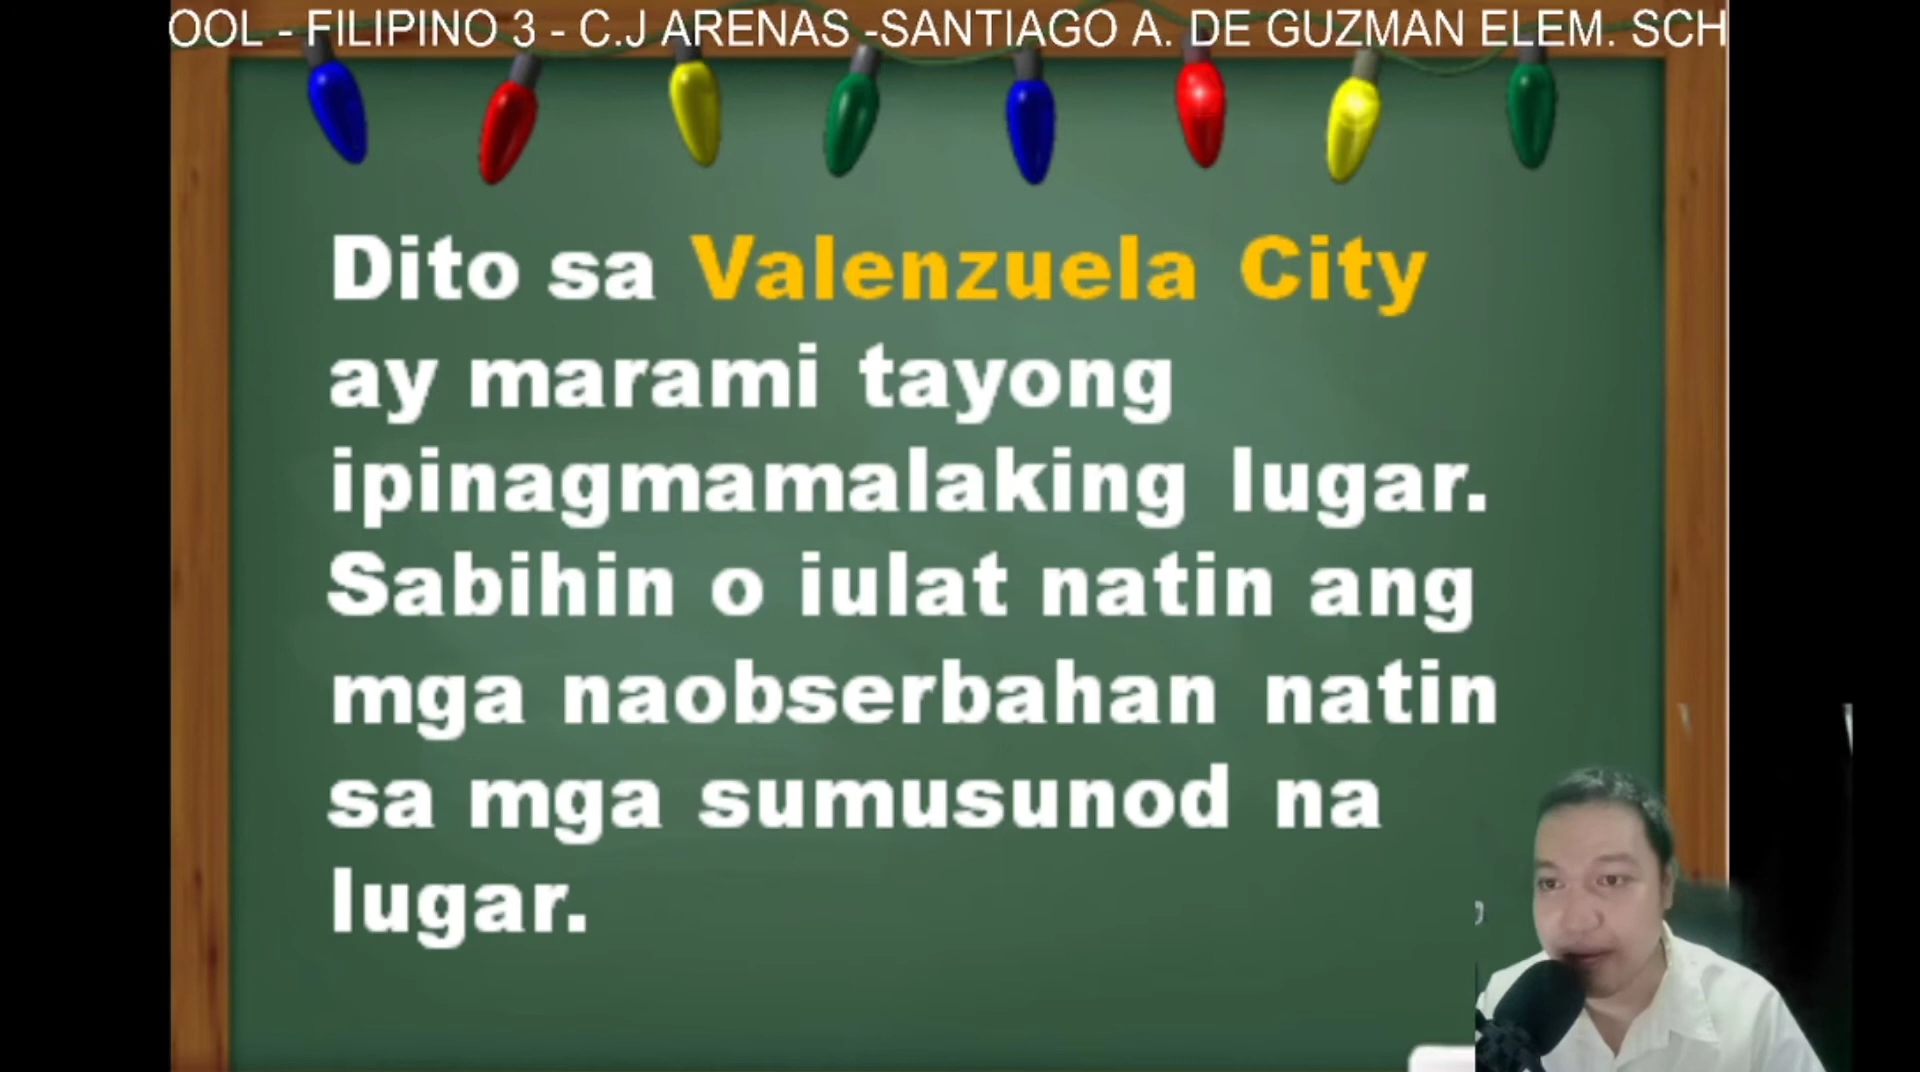 OOL - FILIPINO 3 - C.J ARENAS -SANTIAGO A. DE GUZMAN ELEM. SCH
Dito sa Valenzuela City
ay marami tayong
ipinagmamalaking lugar.
Sabihin o iulat natin ang
mga naobserbahan natin
sa mga sumusunod na
lugar.